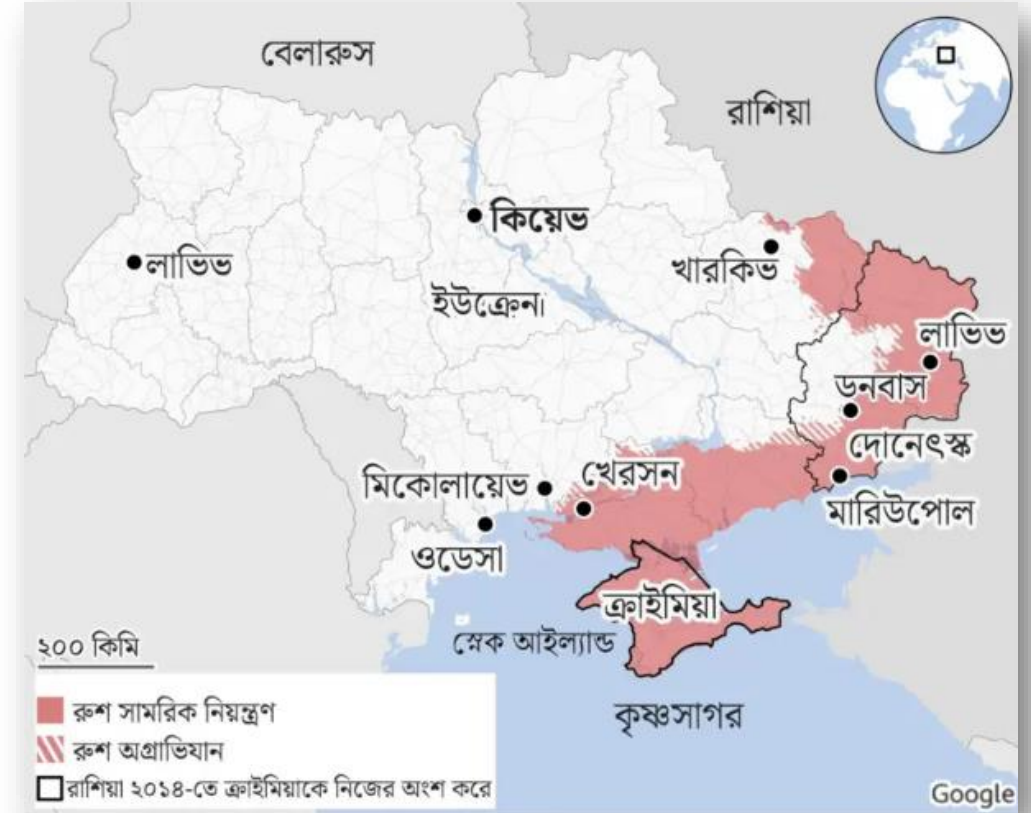 বেলারুস
রাশিয়া
কিয়েভ
লাভিভ
খারকিভ
ইউক্রেন।
লাভিভ
ডনবাস
দোনেৎস্ক
মিকোলায়েভ
খেরসন
মারিউপোল
ওডেসা
ক্রাইমিয়া
স্নেক আইল্যান্ড
২০০ কিমি
কৃষ্ণসাগর
রুশ সামরিক নিয়ন্ত্রণ
রুশ অগ্রাভিযান
রাশিয়া ২০১৪-তে ক্রাইমিয়াকে নিজের অংশ করে
Google